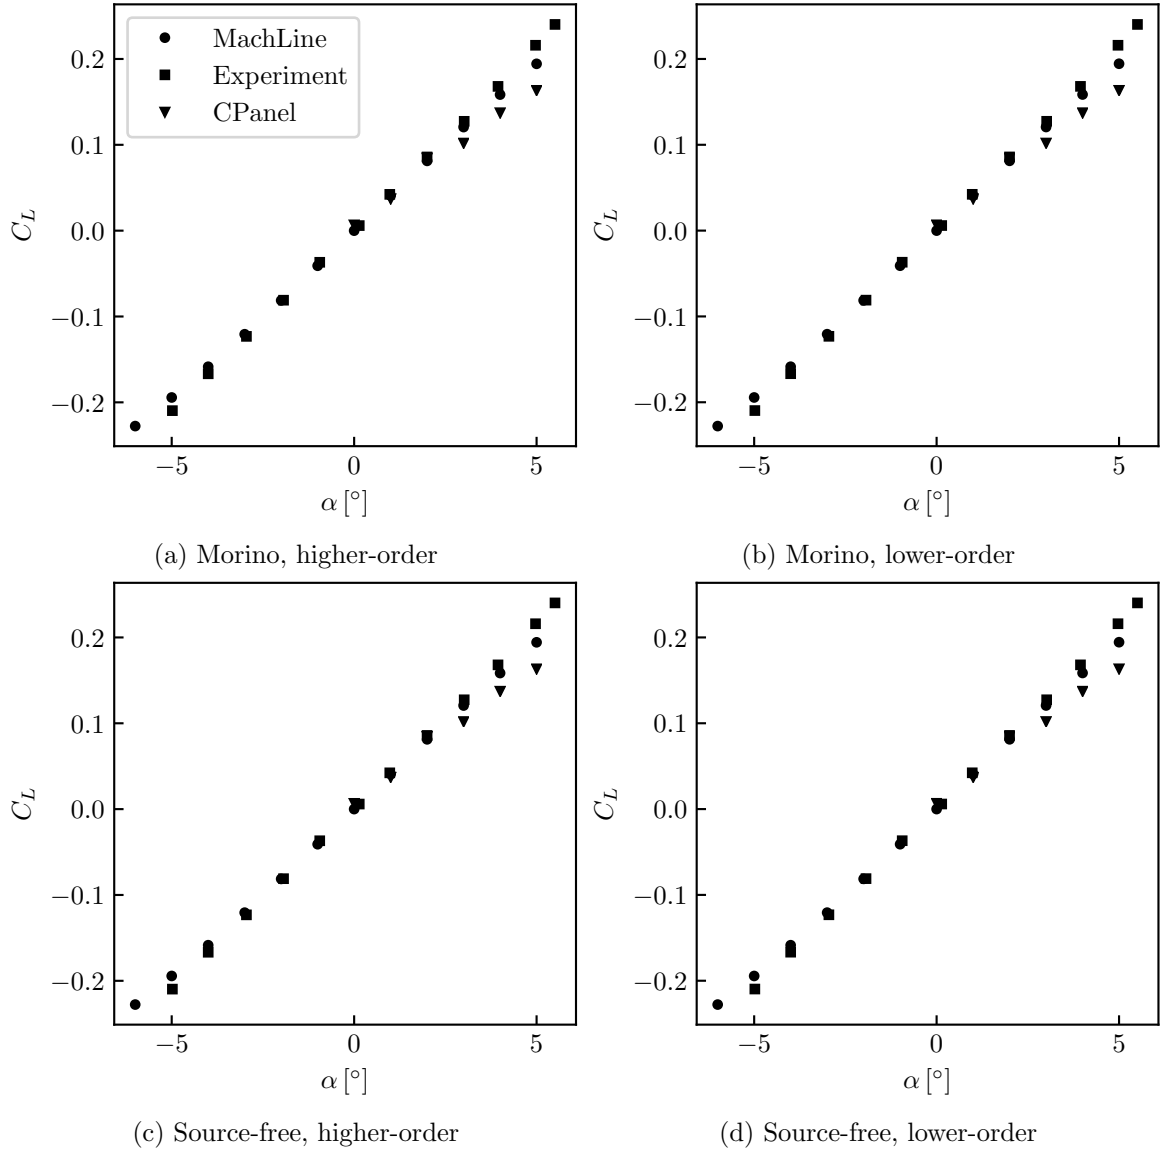 MachLine
Experiment
CPanel
0.2
0.1
0.0
−0.1
−0.2
C_L
−5 0 5
α [°]
(a) Morino, higher-order
0.2
0.1
0.0
−0.1
−0.2
C_L
−5 0 5
α [°]
(b) Morino, lower-order
0.2
0.1
0.0
−0.1
−0.2
C_L
−5 0 5
α [°]
(c) Source-free, higher-order
0.2
0.1
0.0
−0.1
−0.2
C_L
−5 0 5
α [°]
(d) Source-free, lower-order